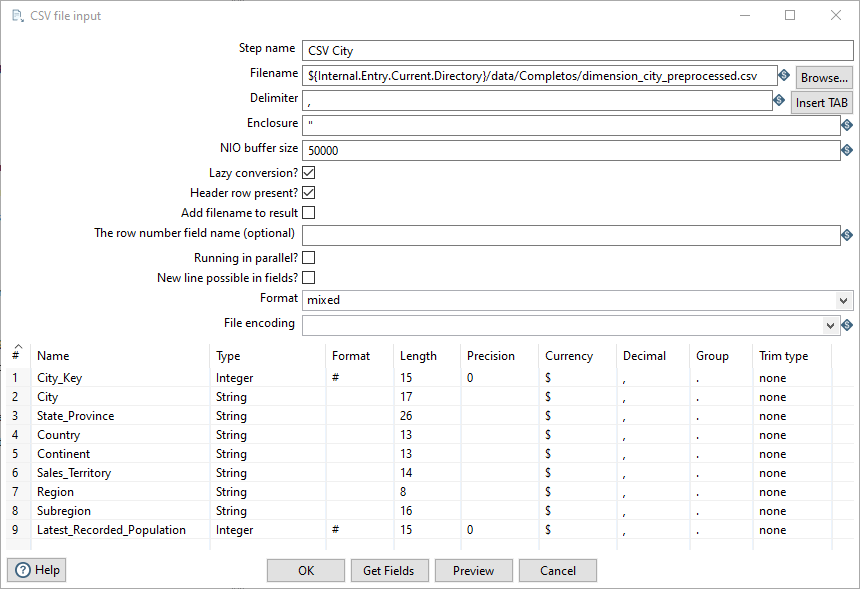 CSV file input
Step name CSV City
Filename ${Internal.Entry.Current.Directory}/data/Completos/dimension_city_preprocessed.csv Browse...
Delimiter , Insert TAB
Enclosure "
NIO buffer size 50000
Lazy conversion?
Header row present?
Add filename to result
The row number field name (optional)
Running in parallel?
New line possible in fields?
Format mixed
File encoding
# Name Type Format Length Precision Currency Decimal Group Trim type
1 City_Key Integer # 15 0 $ , . none
2 City String 17 $ , . none
3 State_Province String 26 $ , . none
4 Country String 13 $ , . none
5 Continent String 13 $ , . none
6 Sales_Territory String 14 $ , . none
7 Region String 8 $ , . none
8 Subregion String 16 $ , . none
9 Latest_Recorded_Population Integer # 15 0 $ , . none
Help OK Get Fields Preview Cancel